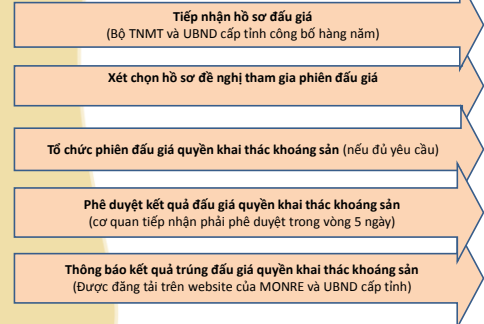 Tiếp nhận hồ sơ đấu giá
(Bộ TNMT và UBND cấp tỉnh công bố hàng năm)
Xét chọn hồ sơ đề nghị tham gia phiên đấu giá
Tổ chức phiên đấu giá quyền khai thác khoáng sản (nếu đủ yêu cầu)
Phê duyệt kết quả đấu giá quyền khai thác khoáng sản
(cơ quan tiếp nhận phải phê duyệt trong vòng 5 ngày)
Thông báo kết quả trúng đấu giá quyền khai thác khoáng sản
(Được đăng tải trên website của MONRE và UBND cấp tỉnh)